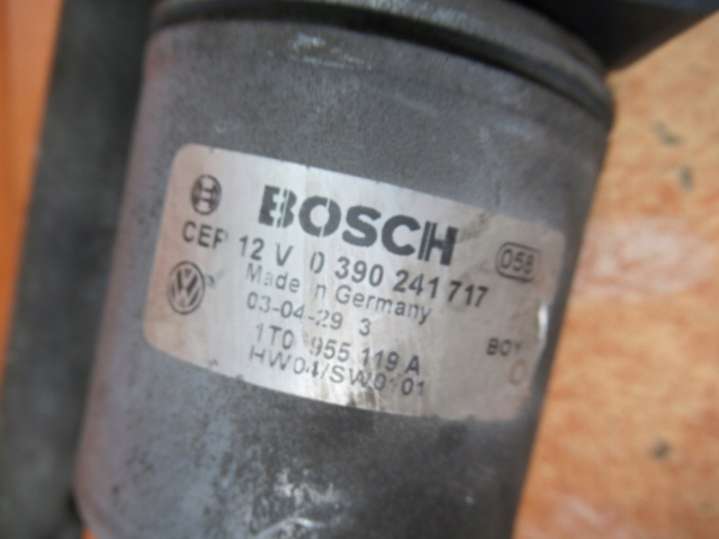 BOSCH
058
CEP 12 V 0 390 241 717
Made in Germany
03-04-29 3
1T0 955 119 A
HW04/SW0101
BOY